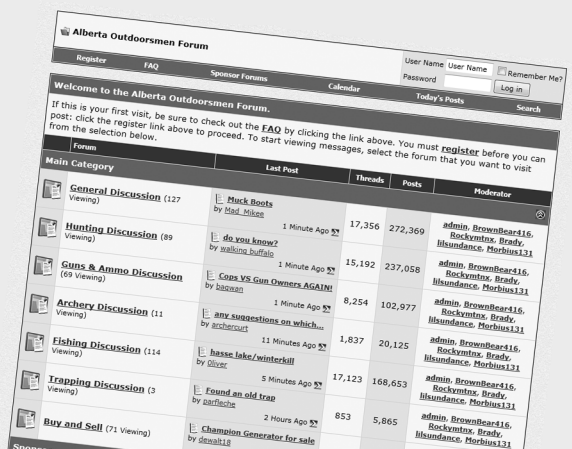 Alberta Outdoorsmen Forum
User Name User Name Remember Me?
Password Log in
Register FAQ Sponsor Forums Calendar Today's Posts Search
Welcome to the Alberta Outdoorsmen Forum.
If this is your first visit, be sure to check out the FAQ by clicking the link above. You must register before you can
post: click the register link above to proceed. To start viewing messages, select the forum that you want to visit
from the selection below.
Forum Last Post Threads Posts Moderator
Main Category
General Discussion (127
Viewing)
Muck Boots
by Mad_Mikee
1 Minute Ago
17,356 272,369
admin, BrownBear416,
Rockymtnx, Brady,
lilsundance, Morbius131
Hunting Discussion (89
Viewing)
do you know?
by walking buffalo
1 Minute Ago
15,192 237,058
admin, BrownBear416,
Rockymtnx, Brady,
lilsundance, Morbius131
Guns & Ammo Discussion
(69 Viewing)
Cops VS Gun Owners AGAIN!
by bagwan
1 Minute Ago
8,254 102,977
admin, BrownBear416,
Rockymtnx, Brady,
lilsundance, Morbius131
Archery Discussion (11
Viewing)
any suggestions on which...
by archercurt
11 Minutes Ago
1,837 20,125
admin, BrownBear416,
Rockymtnx, Brady,
lilsundance, Morbius131
Fishing Discussion (114
Viewing)
hasse lake/winterkill
by 0liver
5 Minutes Ago
17,123 168,653
admin, BrownBear416,
Rockymtnx, Brady,
lilsundance, Morbius131
Trapping Discussion (3
Viewing)
Found an old trap
by parfleche
2 Hours Ago
853 5,865
admin, BrownBear416,
Rockymtnx, Brady,
lilsundance, Morbius131
Buy and Sell (71 Viewing)
Champion Generator for sale
by dewalt18